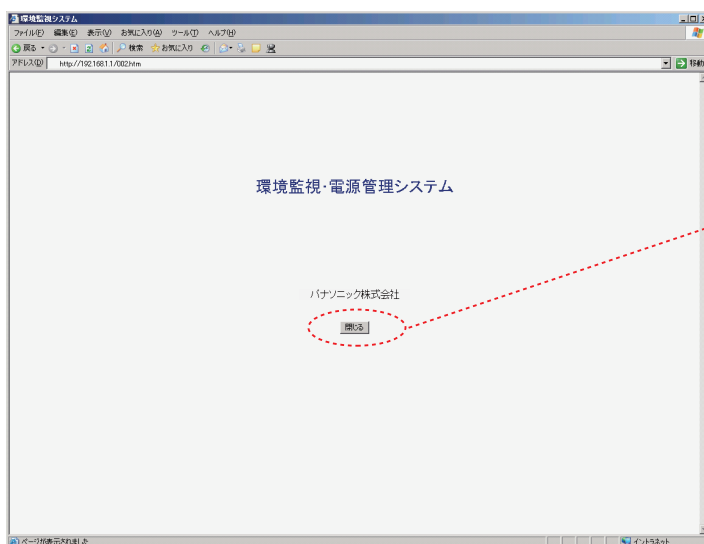 環境監視システム
ファイル(F) 編集(E) 表示(V) お気に入り(A) ツール(T) ヘルプ(H)
戻る 検索 お気に入り
アドレス(D) http://192.168.1.1/002.htm 移動
環境監視・電源管理システム
パナソニック株式会社
閉じる
ページが表示されました イントラネット